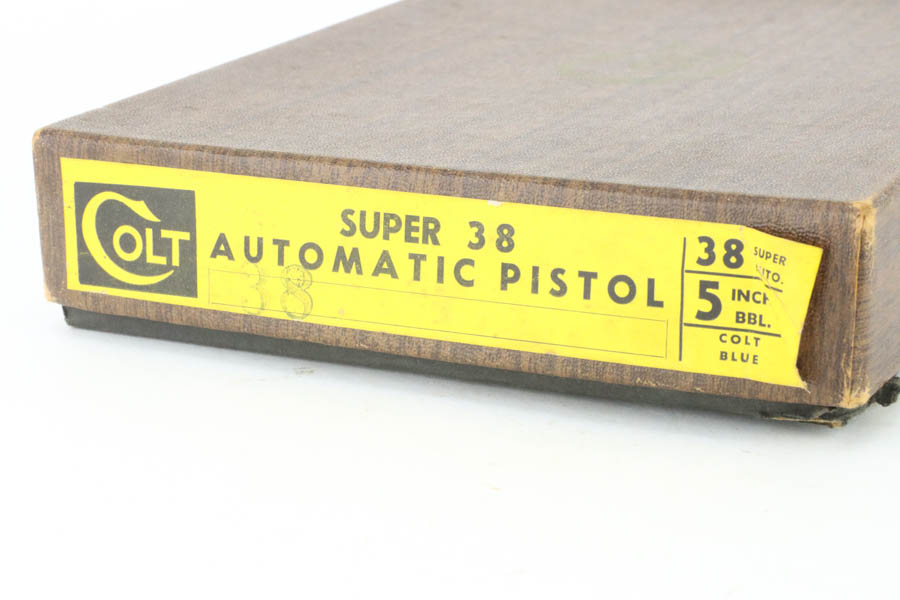 COLT
SUPER 38
AUTOMATIC PISTOL
38
38 SUPER
5 INCH
BBL.
COLT
BLUE